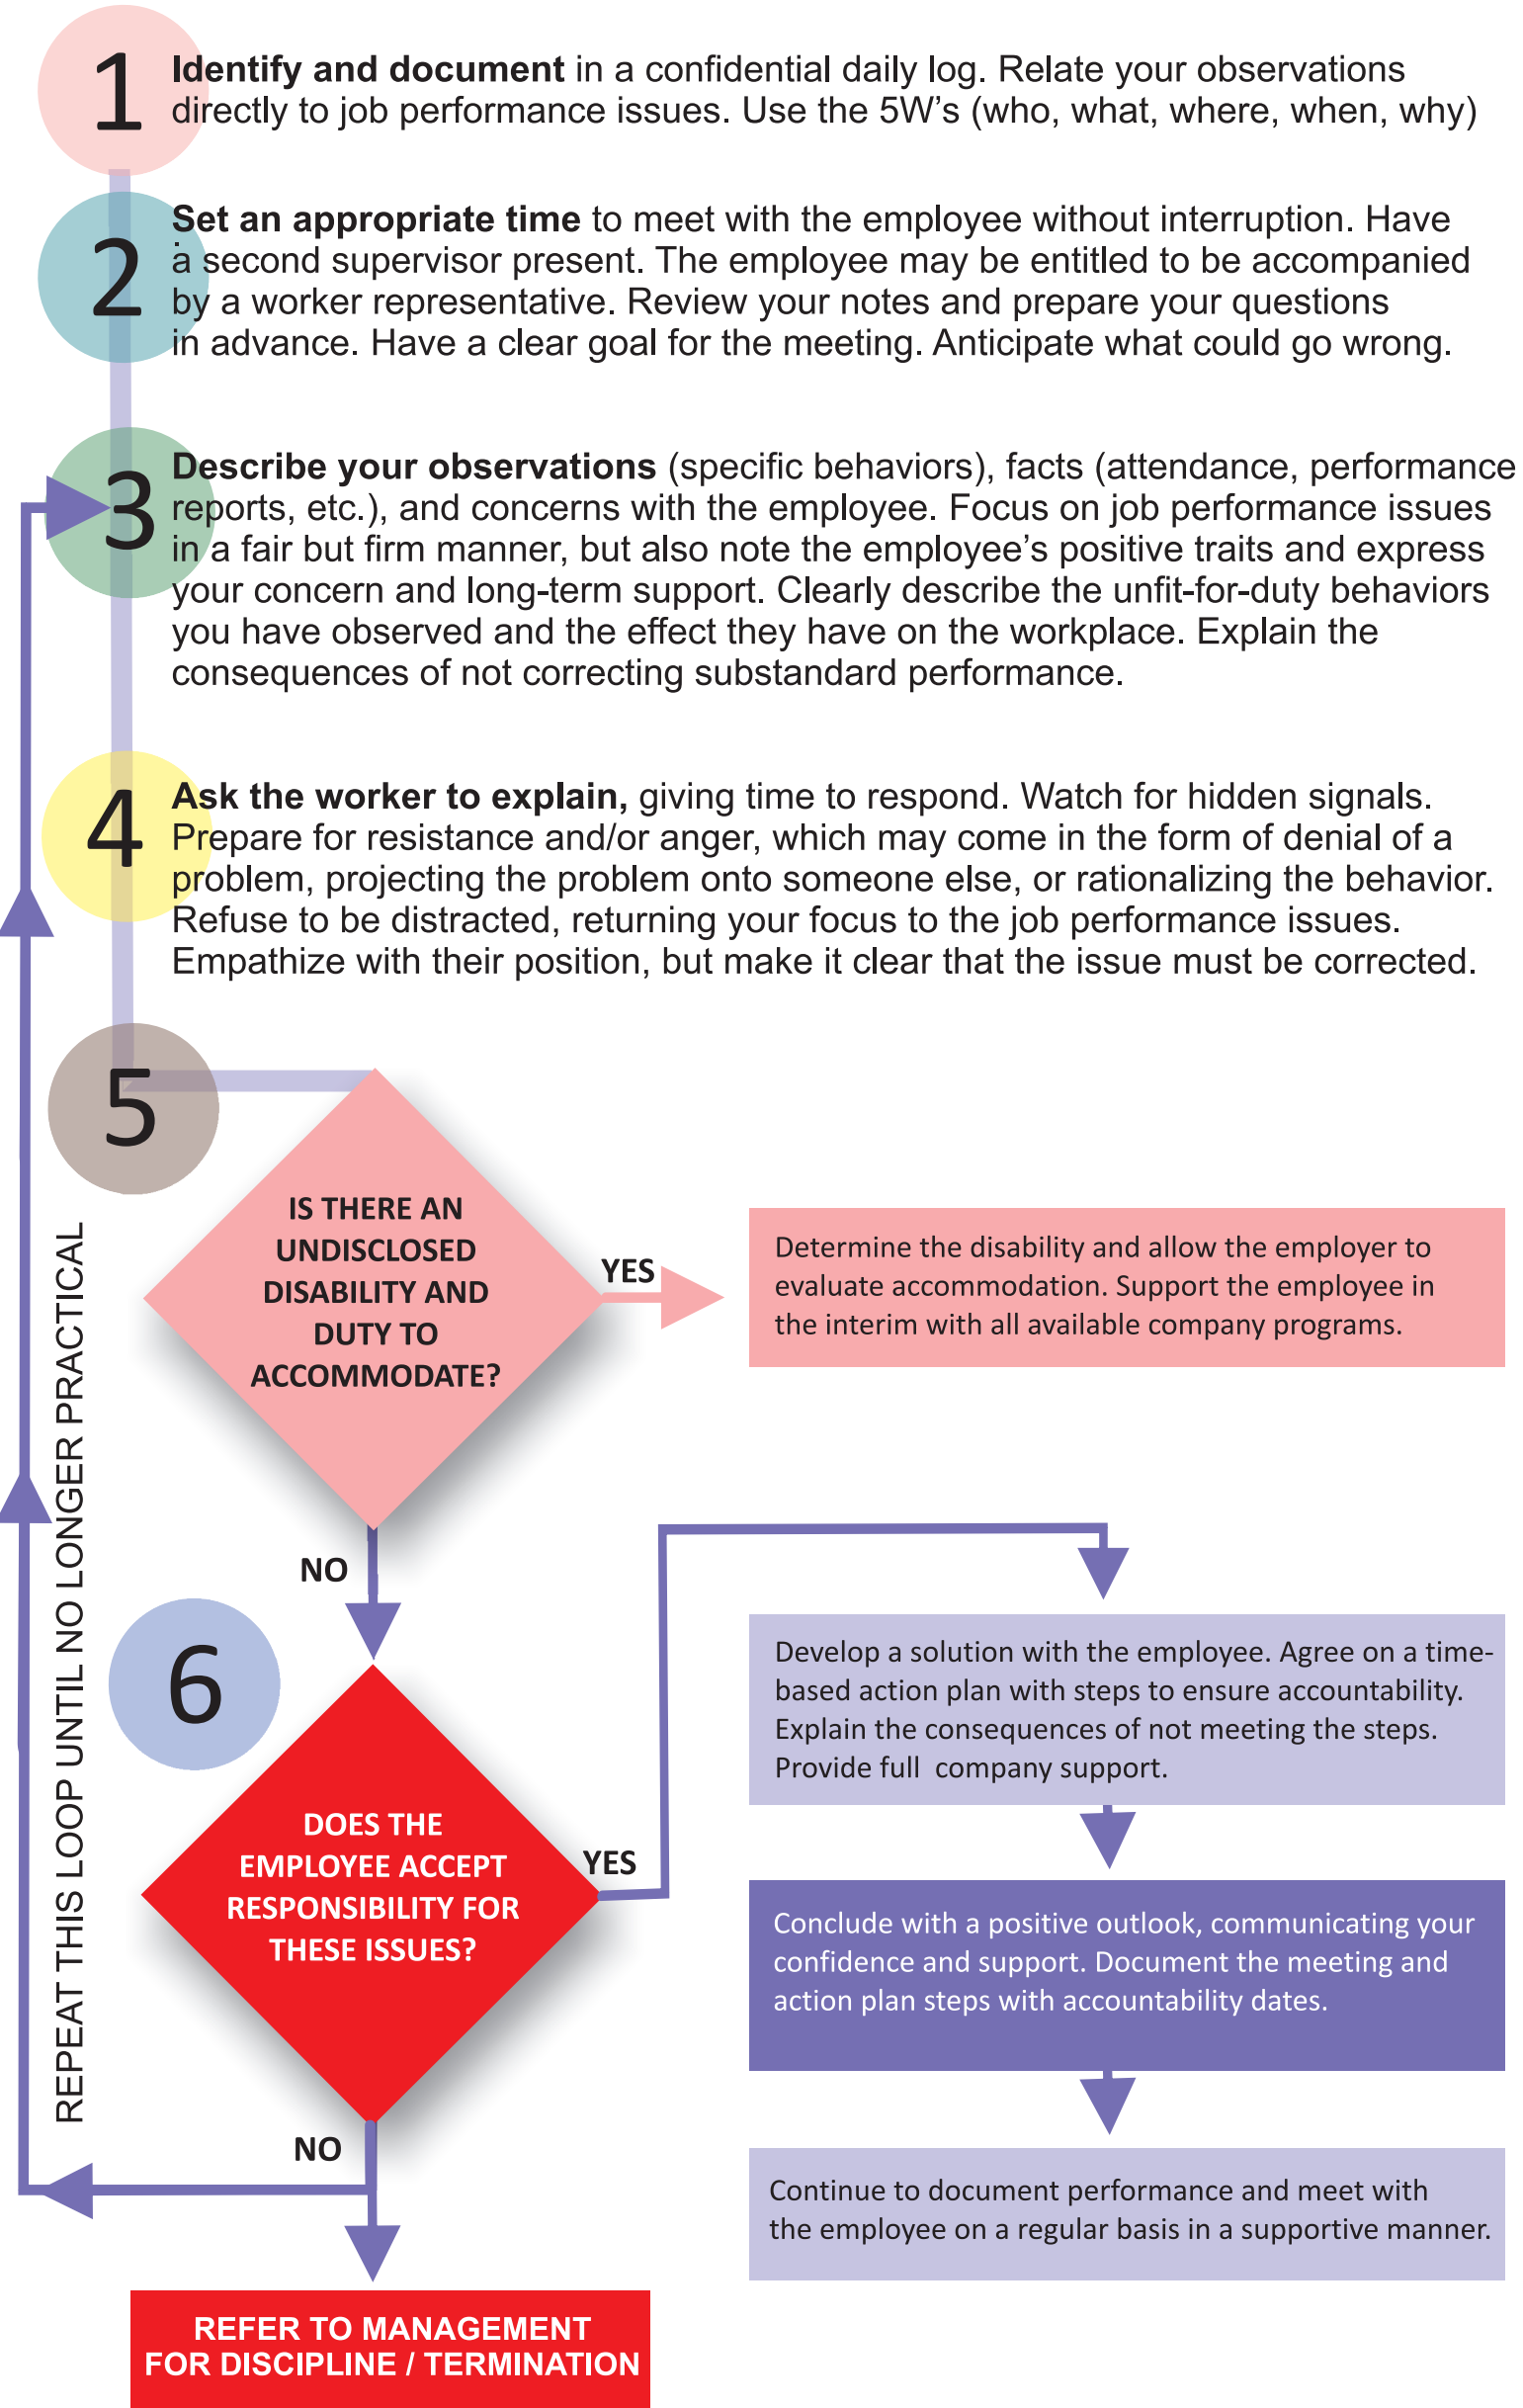 1
Identify and document in a confidential daily log. Relate your observations
directly to job performance issues. Use the 5W’s (who, what, where, when, why)
2
Set an appropriate time to meet with the employee without interruption. Have
a second supervisor present. The employee may be entitled to be accompanied
by a worker representative. Review your notes and prepare your questions
in advance. Have a clear goal for the meeting. Anticipate what could go wrong.
3
Describe your observations (specific behaviors), facts (attendance, performance
reports, etc.), and concerns with the employee. Focus on job performance issues
in a fair but firm manner, but also note the employee’s positive traits and express
your concern and long-term support. Clearly describe the unfit-for-duty behaviors
you have observed and the effect they have on the workplace. Explain the
consequences of not correcting substandard performance.
4
Ask the worker to explain, giving time to respond. Watch for hidden signals.
Prepare for resistance and/or anger, which may come in the form of denial of a
problem, projecting the problem onto someone else, or rationalizing the behavior.
Refuse to be distracted, returning your focus to the job performance issues.
Empathize with their position, but make it clear that the issue must be corrected.
5
IS THERE AN
UNDISCLOSED
DISABILITY AND
DUTY TO
ACCOMMODATE?
YES
Determine the disability and allow the employer to
evaluate accommodation. Support the employee in
the interim with all available company programs.
NO
6
DOES THE
EMPLOYEE ACCEPT
RESPONSIBILITY FOR
THESE ISSUES?
YES
Develop a solution with the employee. Agree on a time-
based action plan with steps to ensure accountability.
Explain the consequences of not meeting the steps.
Provide full  company support.
Conclude with a positive outlook, communicating your
confidence and support. Document the meeting and
action plan steps with accountability dates.
Continue to document performance and meet with
the employee on a regular basis in a supportive manner.
NO
REPEAT THIS LOOP UNTIL NO LONGER PRACTICAL
REFER TO MANAGEMENT
FOR DISCIPLINE / TERMINATION